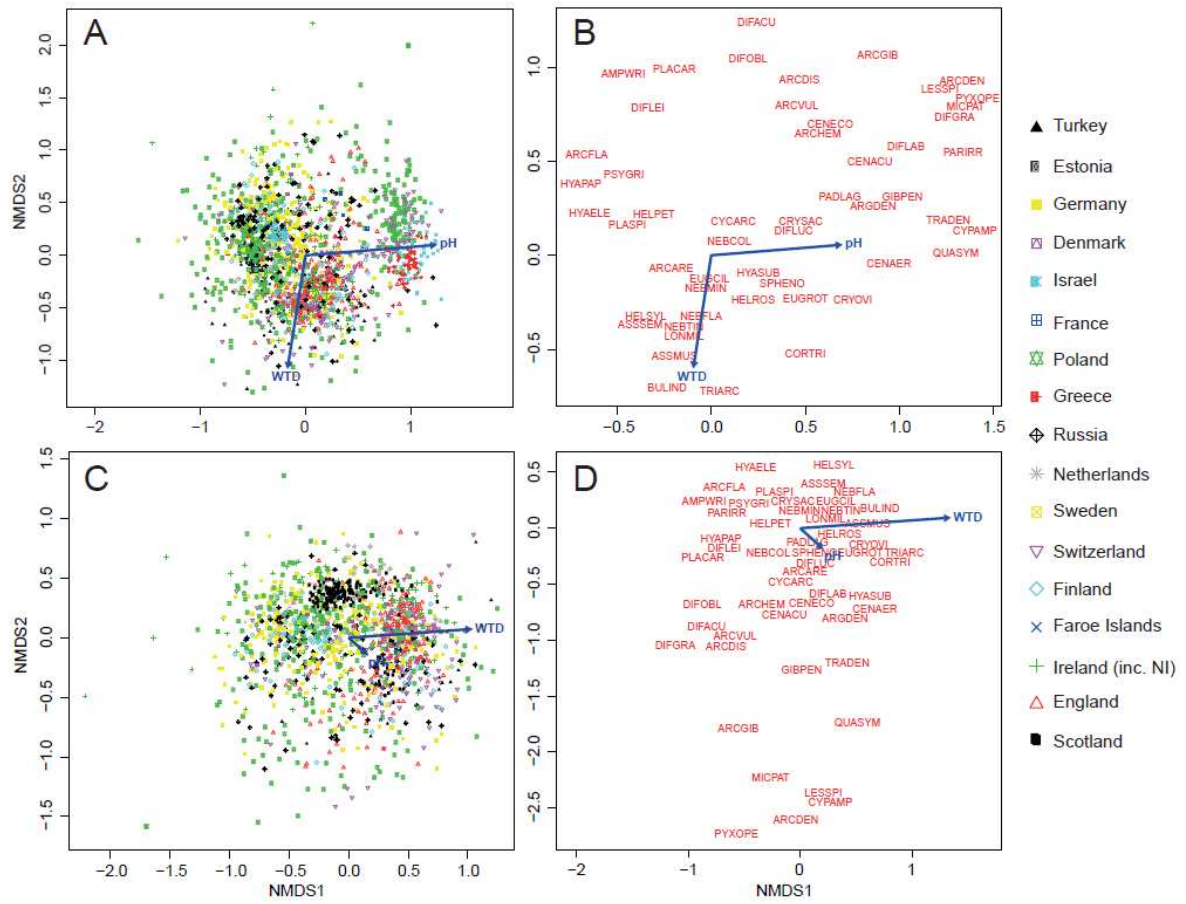 A
NMDS2
2.0
1.5
1.0
0.5
0.0
−0.5
−1.0
pH
WTD
−2
−1
0
1
2
B
1.0
0.5
0.0
−0.5
DIFACU
DIFOBL
ARCGIB
PLACAR
AMPWRI
ARCDIS
ARCDEN
LESSPI
PYXOPE
DIFLEI
ARCVUL
MICPAT
DIFGRA
CENECO
ARCHEM
DIFLAB
PARIRR
ARCFLA
CENACU
PSYGRI
HYAPAP
PADLAG
GIBPEN
ARGDEN
HYAELE
HELPET
PLASPI
CYCARC
CRYSAC
DIFLUC
TRADEN
CYPAMP
NEBCOL
pH
QUASYM
CENAER
ARCARE
EUGCIL
NEBMIN
HYASUB
SPHENO
HELROS
EUGROT
CRYOVI
HELSYL
NEBFLA
ASSSEM
NEBTIN
LONMIL
ASSMUS
CORTRI
WTD
BULIND
TRIARC
−0.5
0.0
0.5
1.0
1.5
C
NMDS2
1.5
1.0
0.5
0.0
−0.5
−1.0
−1.5
WTD
pH
−2.0
−1.5
−1.0
−0.5
0.0
0.5
1.0
NMDS1
D
0.5
0.0
−0.5
−1.0
−1.5
−2.0
−2.5
HYAELE
HELSYL
ARCFLA
PLASPI
ASSSEM
NEBFLA
AMPWRI
PSYGRI
CRYSAC
EUGCIL
PARIRR
NEBMIN
NEBTIN
BULIND
HELPET
LONMIL
ASSMUS
WTD
HYAPAP
HELROS
DIFLEI
PADLAG
CRYOVI
PLACAR
NEBCOL
SPHENO
EUGROT
TRIARC
pH
DIFLUC
CORTRI
ARCARE
CYCARC
DIFLAB
HYASUB
DIFOBL
ARCHEM
CENECO
CENAER
CENACU
ARGDEN
DIFACU
ARCVUL
DIFGRA
ARCDIS
GIBPEN
TRADEN
ARCGIB
QUASYM
MICPAT
LESSPI
CYPAMP
ARCDEN
PYXOPE
−2
−1
0
1
NMDS1
Turkey
Estonia
Germany
Denmark
Israel
France
Poland
Greece
Russia
Netherlands
Sweden
Switzerland
Finland
Faroe Islands
Ireland (inc. NI)
England
Scotland